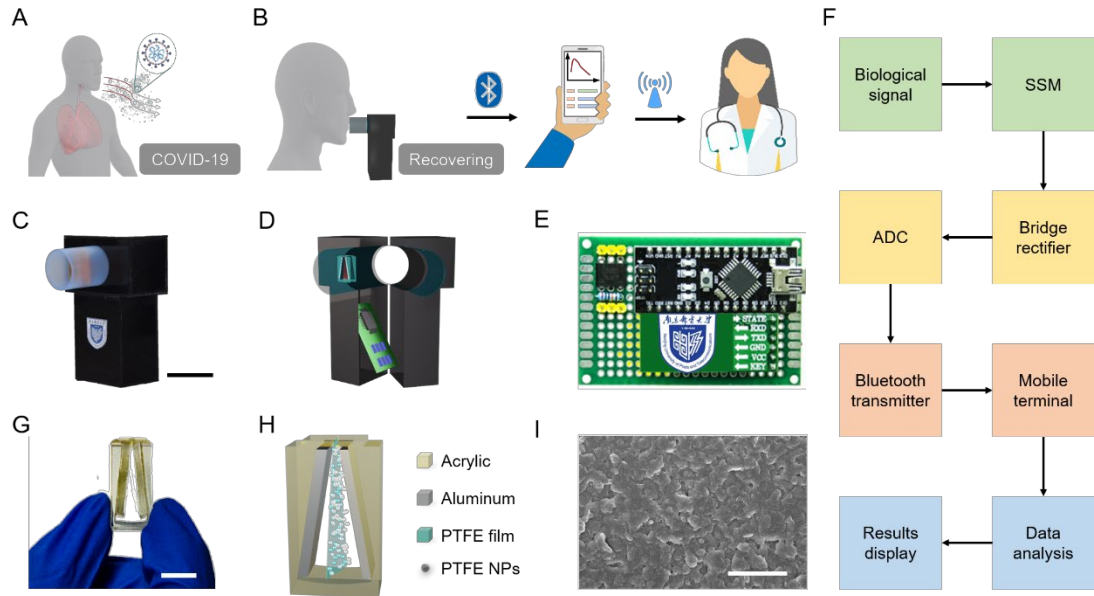 A
COVID-19
B
Recovering
F
Biological
signal
SSM
ADC
Bridge
rectifier
Bluetooth
transmitter
Mobile
terminal
Results
display
Data
analysis
C
D
E
STATE
RXD
TXD
GND
VCC
KEY
G
H
Acrylic
Aluminum
PTFE film
PTFE NPs
I